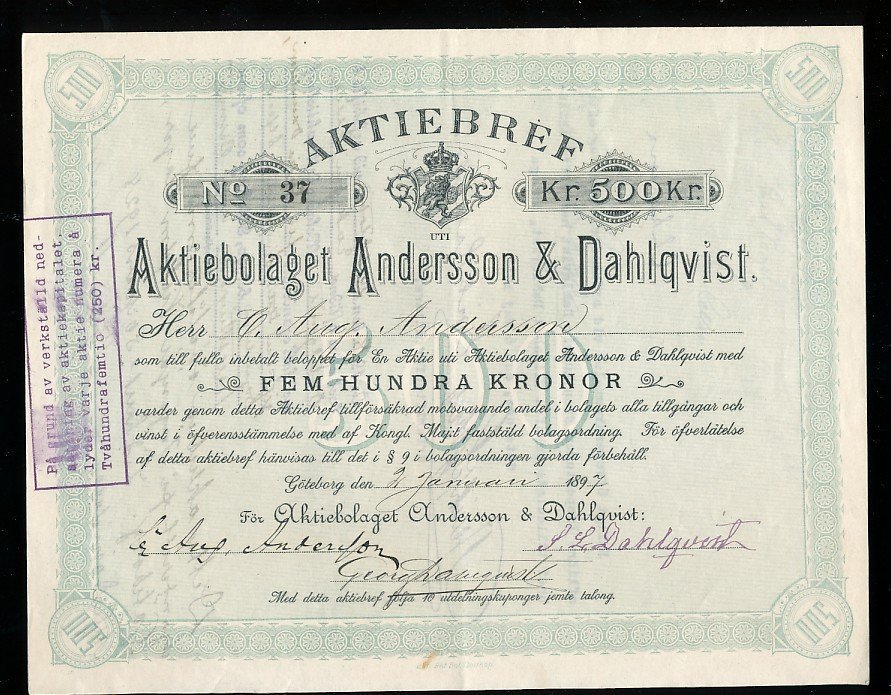 500 500
AKTIEBREF
No 37 Kr. 500 Kr.
UTI
Aktiebolaget Andersson & Dahlqvist.
Herr C. Aug. Andersson
som till fullo inbetalt beloppet för En Aktie uti Aktiebolaget Andersson & Dahlqvist med
FEM HUNDRA KRONOR
500
varder genom detta Aktiebref tillförsäkrad motsvarande andel i bolagets alla tillgångar och
vinst i öfverensstämmelse med af Kongl. Maj:t faststäld bolagsordning. För öfverlåtelse
af detta aktiebref hänvisas till det i § 9 i bolagsordningen gjorda förbehåll.
Göteborg den 2 Januari 1897
För Aktiebolaget Andersson & Dahlqvist:
C. Aug. Andersson S. L. Dahlqvist
Georg
Med detta aktiebref följa 10 utdelningskuponger jemte talong.
500 500
På grund av verkställd ned-
av aktiekapitalet.
lyder varje aktie numera å
Tvåhundrafemtio (250) kr.